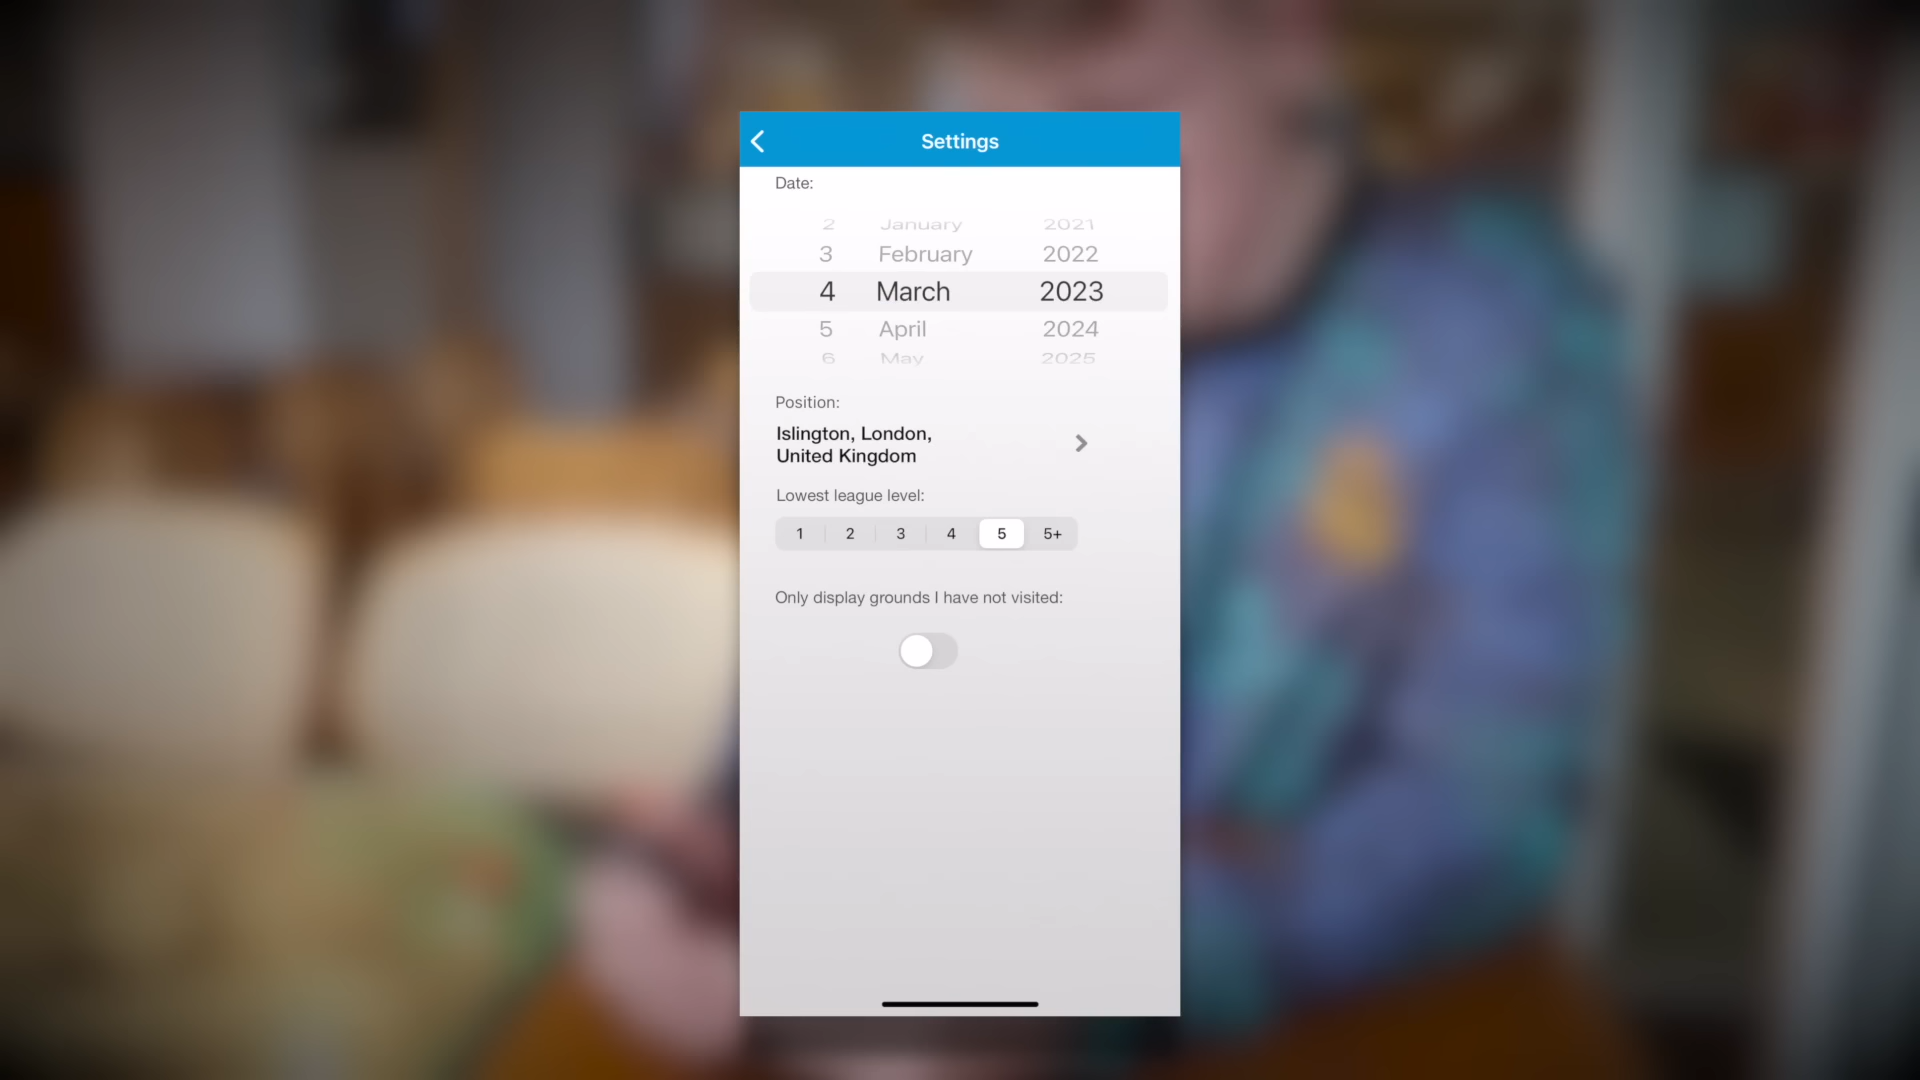 Settings
Date:
2 January 2021
3 February 2022
4 March 2023
5 April 2024
6 May 2025
Position:
Islington, London,
United Kingdom
Lowest league level:
1 2 3 4 5 5+
Only display grounds I have not visited: